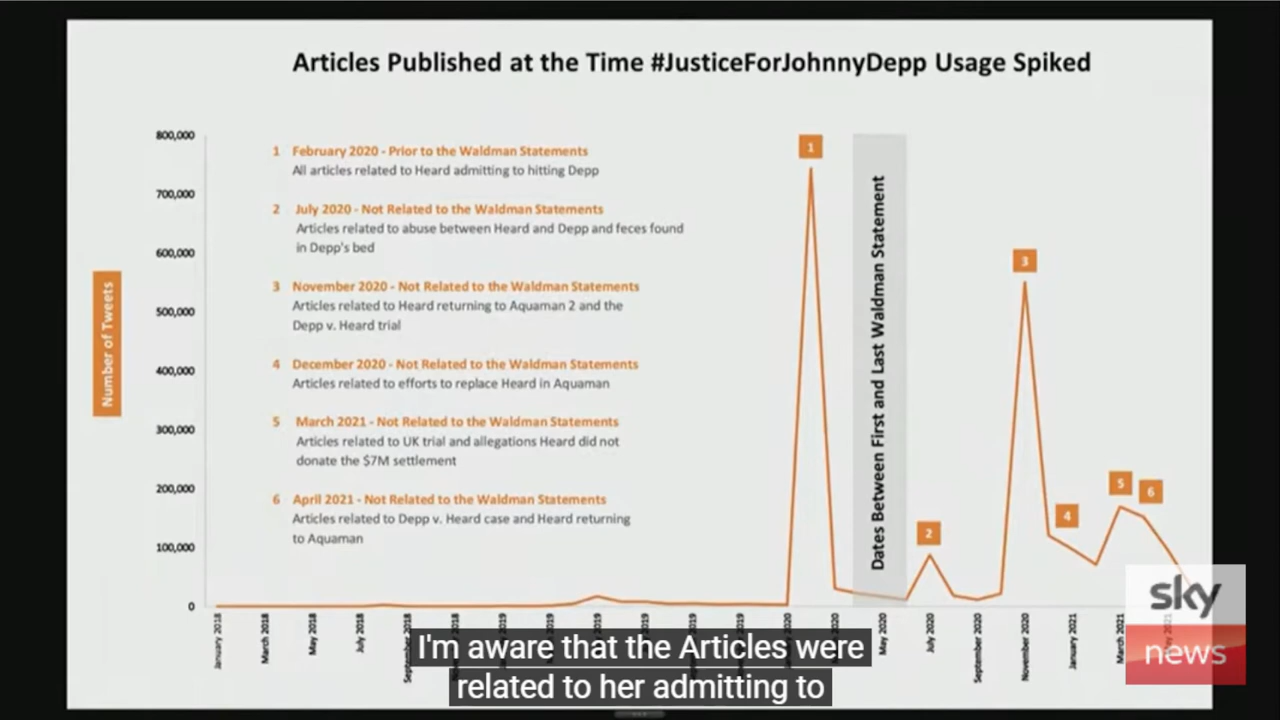 Articles Published at the Time #JusticeForJohnnyDepp Usage Spiked
Number of Tweets
800,000
700,000
600,000
500,000
400,000
300,000
200,000
100,000
0
1 February 2020 - Prior to the Waldman Statements
All articles related to Heard admitting to hitting Depp
2 July 2020 - Not Related to the Waldman Statements
Articles related to abuse between Heard and Depp and feces found
in Depp's bed
3 November 2020 - Not Related to the Waldman Statements
Articles related to Heard returning to Aquaman 2 and the
Depp v. Heard trial
4 December 2020 - Not Related to the Waldman Statements
Articles related to efforts to replace Heard in Aquaman
5 March 2021 - Not Related to the Waldman Statements
Articles related to UK trial and allegations Heard did not
donate the $7M settlement
6 April 2021 - Not Related to the Waldman Statements
Articles related to Depp v. Heard case and Heard returning
to Aquaman
1
Dates Between First and Last Waldman Statement
2
3
4
5
6
January 2018
March 2018
May 2018
July 2018
May 2020
July 2020
September 2020
November 2020
January 2021
March 2021
I'm aware that the Articles were
related to her admitting to
sky
news